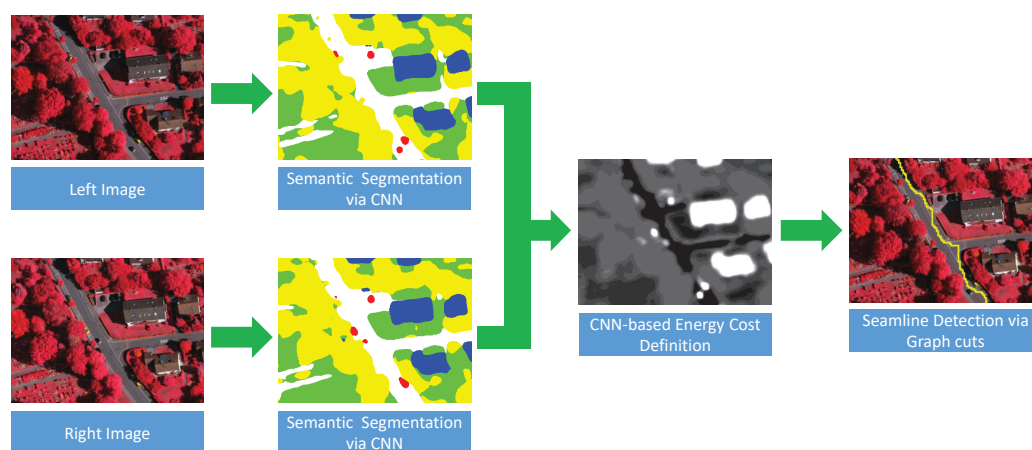 Left Image
Semantic Segmentation
via CNN
Right Image
Semantic Segmentation
via CNN
CNN-based Energy Cost
Definition
Seamline Detection via
Graph cuts